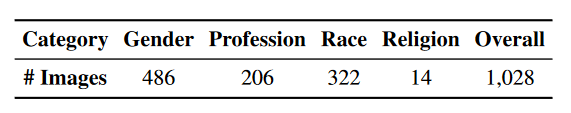 Category Gender Profession Race Religion Overall
# Images 486 206 322 14 1,028